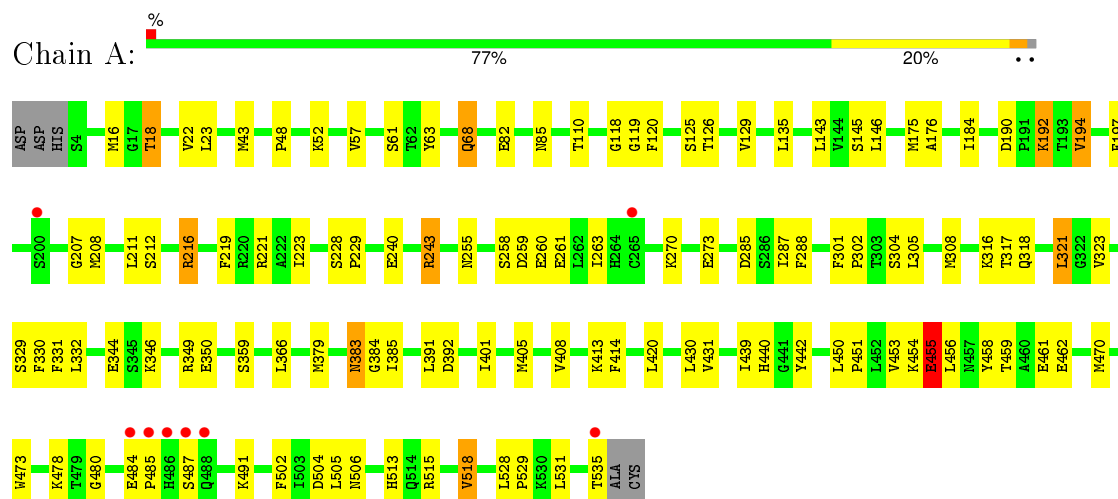 %
Chain A:
77% 20% • •
ASP ASP HIS S4 M16 G17 T18 V22 L23 M43 P48 K52 V57 S61 T62 Y63 Q68 E82 N85 T110 G118 G119 F120 S125 T126 V129 L135 L143 V144 S145 L146 M175 A176 I184 D190 P191 K192 T193 V194
S200 G207 M208 L211 S212 R216 F219 R220 R221 A222 I223 S228 P229 E240 R243 N255 S258 D259 E260 E261 L262 I263 H264 C265 K270 E273 D285 S286 I287 F288 F301 P302 T303 S304 L305 M308 K316 T317 Q318 L321 G322 V323
S329 F330 F331 L332 E344 S345 K346 R349 E350 S359 L366 M379 N383 G384 I385 L391 D392 I401 M405 V408 K413 F414 L420 L430 V431 I439 H440 G441 Y442 L450 P451 L452 V453 K454 E455 L456 N457 Y458 T459 A460 E461 E462 M470
W473 K478 T479 G480 E484 P485 H486 S487 Q488 K491 F502 I503 D504 L505 N506 H513 Q514 R515 V518 L528 P529 K530 L531 T535 ALA CYS